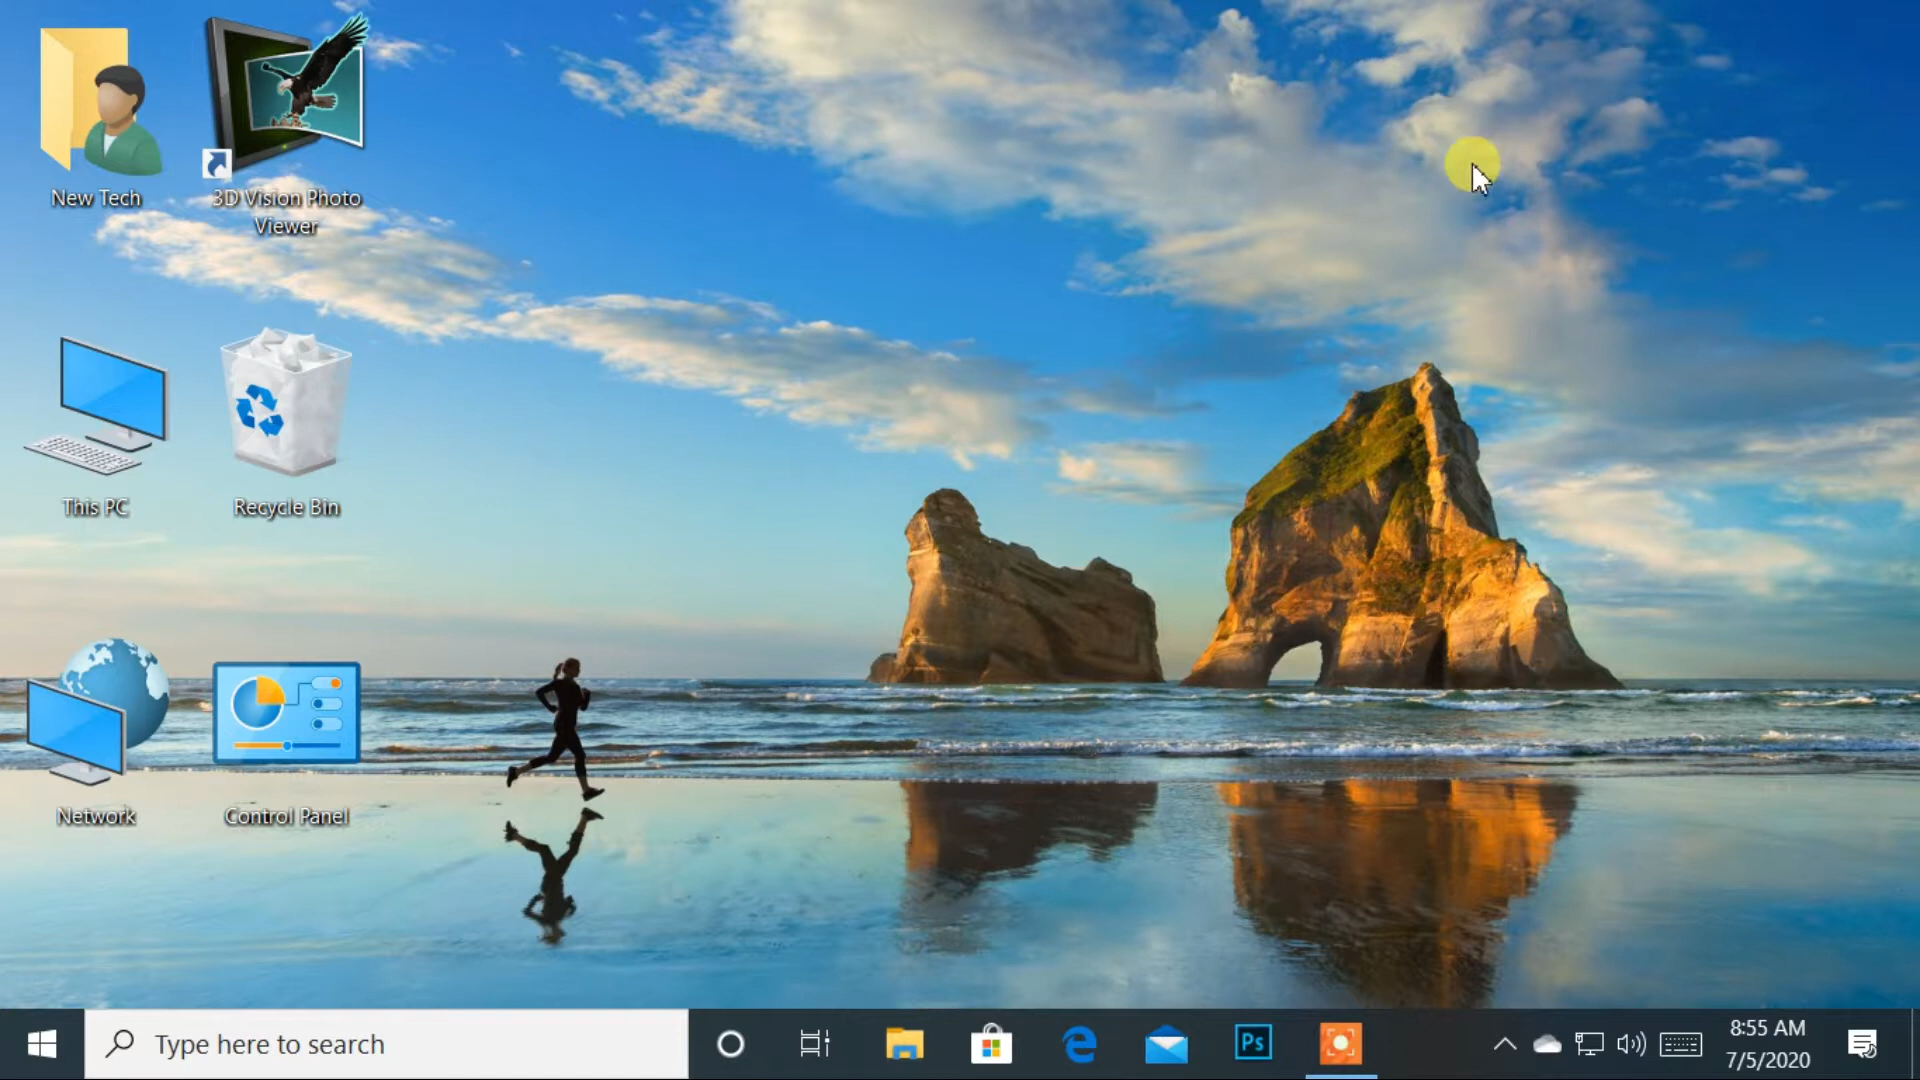 New Tech
3D Vision Photo
Viewer
This PC
Recycle Bin
Network
Control Panel
Type here to search
Ps
8:55 AM
7/5/2020